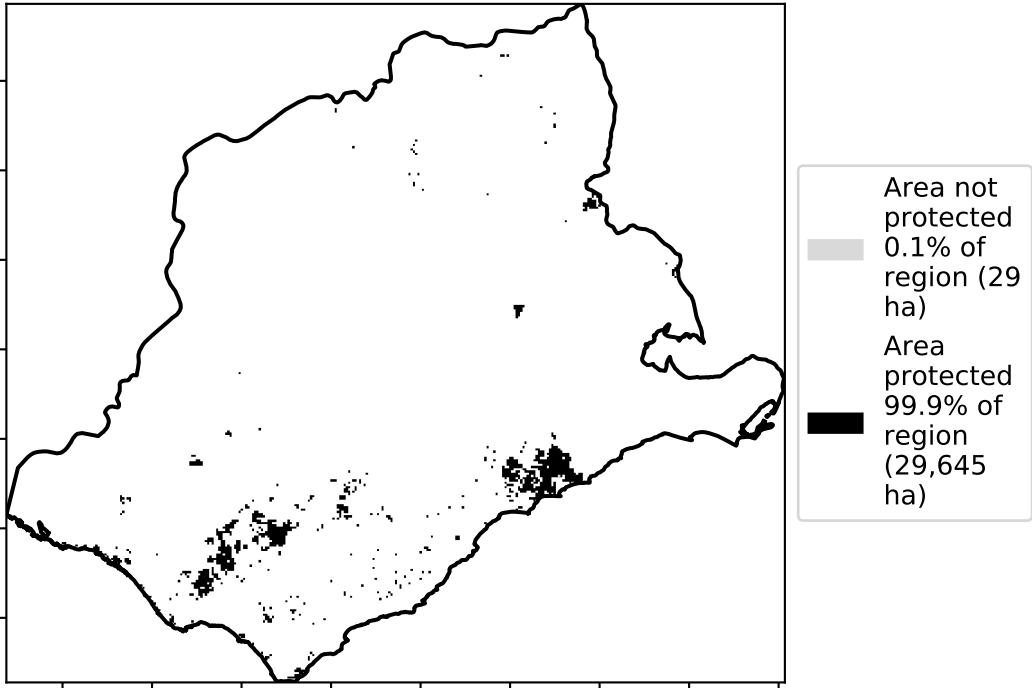 Area not
protected
0.1% of
region (29
ha)
Area
protected
99.9% of
region
(29,645
ha)